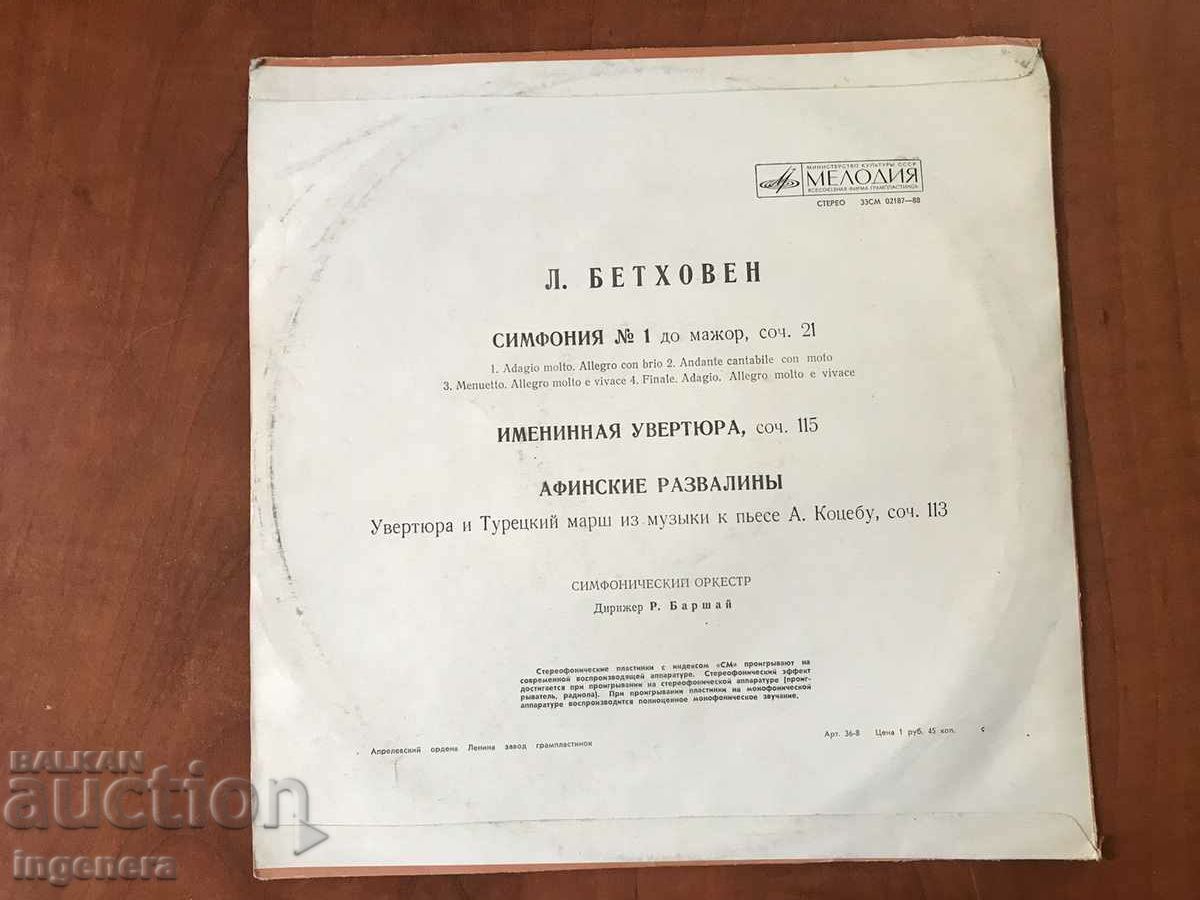 МИНИСТЕРСТВО КУЛЬТУРЫ СССР
МЕЛОДИЯ
ВСЕСОЮЗНАЯ ФИРМА ГРАМПЛАСТИНОК
СТЕРЕО 33СМ 02187—88
Л. БЕТХОВЕН
СИМФОНИЯ № 1 до мажор, соч. 21
1. Adagio molto. Allegro con brio 2. Andante cantabile con moto
3. Menuetto. Allegro molto e vivace 4. Finale. Adagio. Allegro molto e vivace
ИМЕНИННАЯ УВЕРТЮРА, соч. 115
АФИНСКИЕ РАЗВАЛИНЫ
Увертюра и Турецкий марш из музыки к пьесе А. Коцебу, соч. 113
СИМФОНИЧЕСКИЙ ОРКЕСТР
Дирижер Р. Баршай
Стереофонические пластинки с индексом «СМ» проигрывают на
современной воспроизводящей аппаратуре. Стереофонический эффект
достигается при проигрывании на стереофонической аппаратуре (проиг-
рыватель, радиола). При проигрывании пластинки на монофонической
аппаратуре воспроизводится полноценное монофоническое звучание.
Арт. 36-8 Цена 1 руб. 45 коп.
Апрелевский ордена Ленина завод грампластинок
BALKAN
auction
ingenera